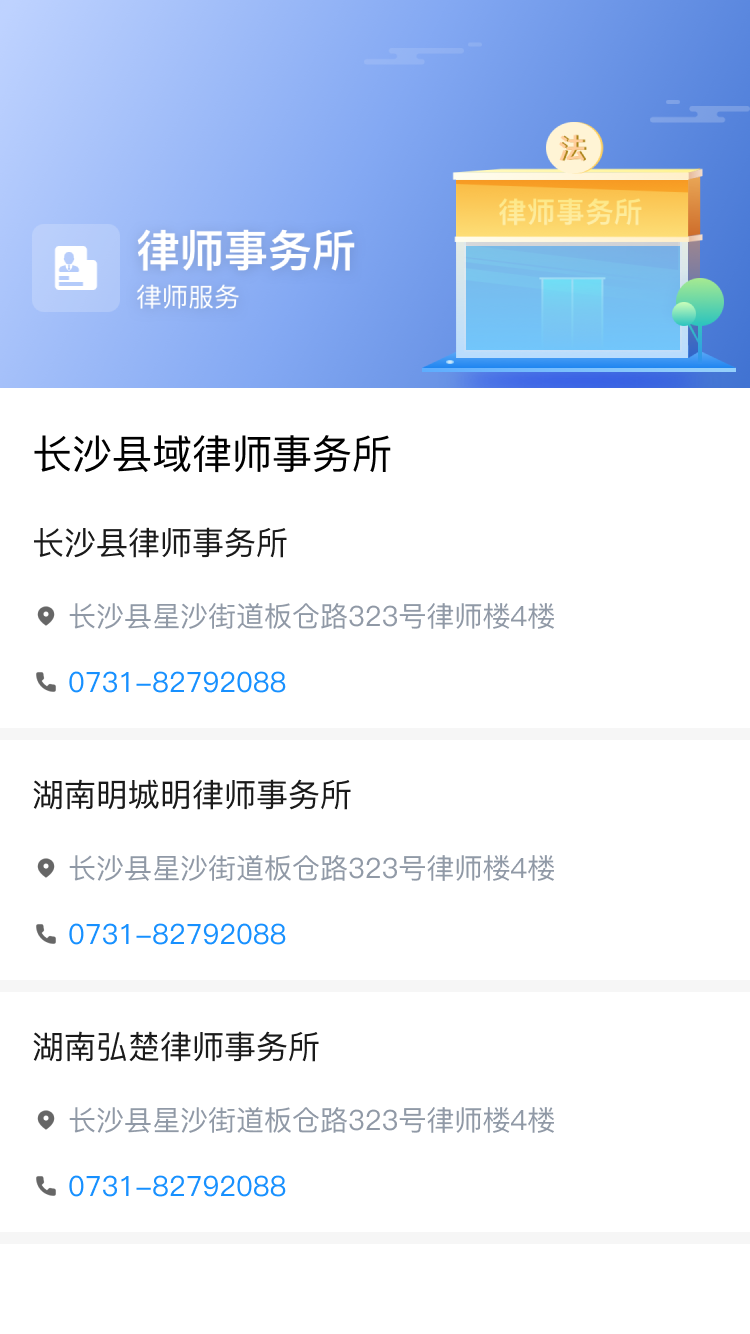 法
律师事务所
律师事务所
律师服务
长沙县域律师事务所
长沙县律师事务所
长沙县星沙街道板仓路323号律师楼4楼
0731-82792088
湖南明城明律师事务所
长沙县星沙街道板仓路323号律师楼4楼
0731-82792088
湖南弘楚律师事务所
长沙县星沙街道板仓路323号律师楼4楼
0731-82792088